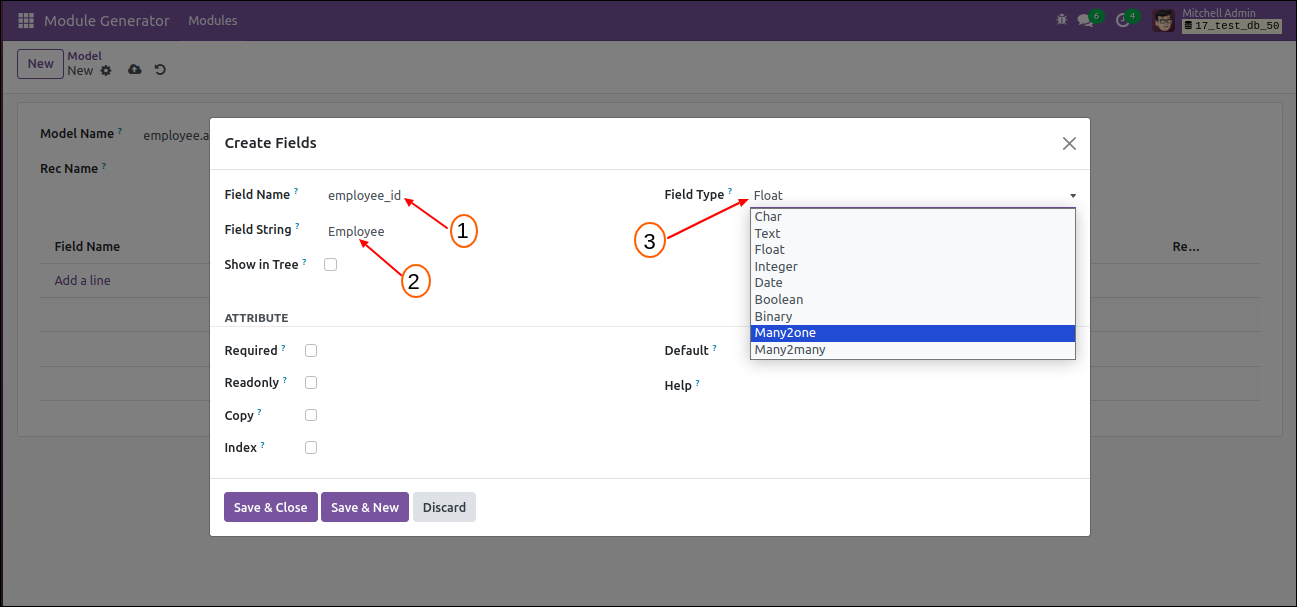 Module Generator Modules 6 4 Mitchell Admin
17_test_db_50
New Model
New
Model Name ? employee.a
Rec Name ?
Create Fields
Field Name ? employee_id Field Type ? Float
1
3
Field String ? Employee
Show in Tree ?
2
Char
Text
Float
Integer
Date
Boolean
Binary
Many2one
Many2many
Field Name Re...
Add a line
ATTRIBUTE
Required ? Default ?
Readonly ? Help ?
Copy ?
Index ?
Save & Close Save & New Discard